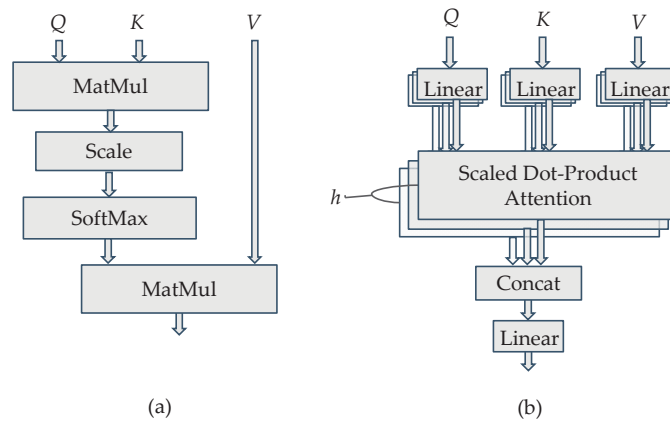 Q K V
MatMul
Scale
SoftMax
MatMul
(a)
Q K V
Linear Linear Linear
Scaled Dot-Product
Attention
h
Concat
Linear
(b)